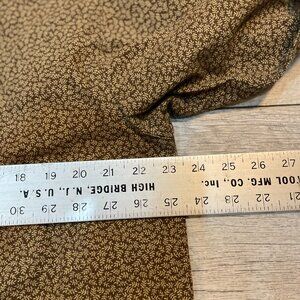 18 19 20 21 22 23 24 25 26 27
HIGH BRIDGE, N. J., U. S. A. TOOL MFG. CO., Inc.
30 29 28 27 26 25 24 23 22 21